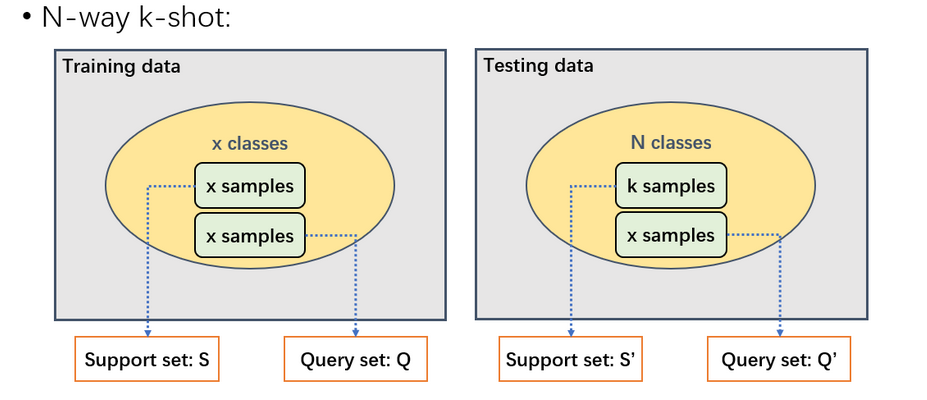 • N-way k-shot:
Training data
x classes
x samples
x samples
Support set: S
Query set: Q
Testing data
N classes
k samples
x samples
Support set: S’
Query set: Q’